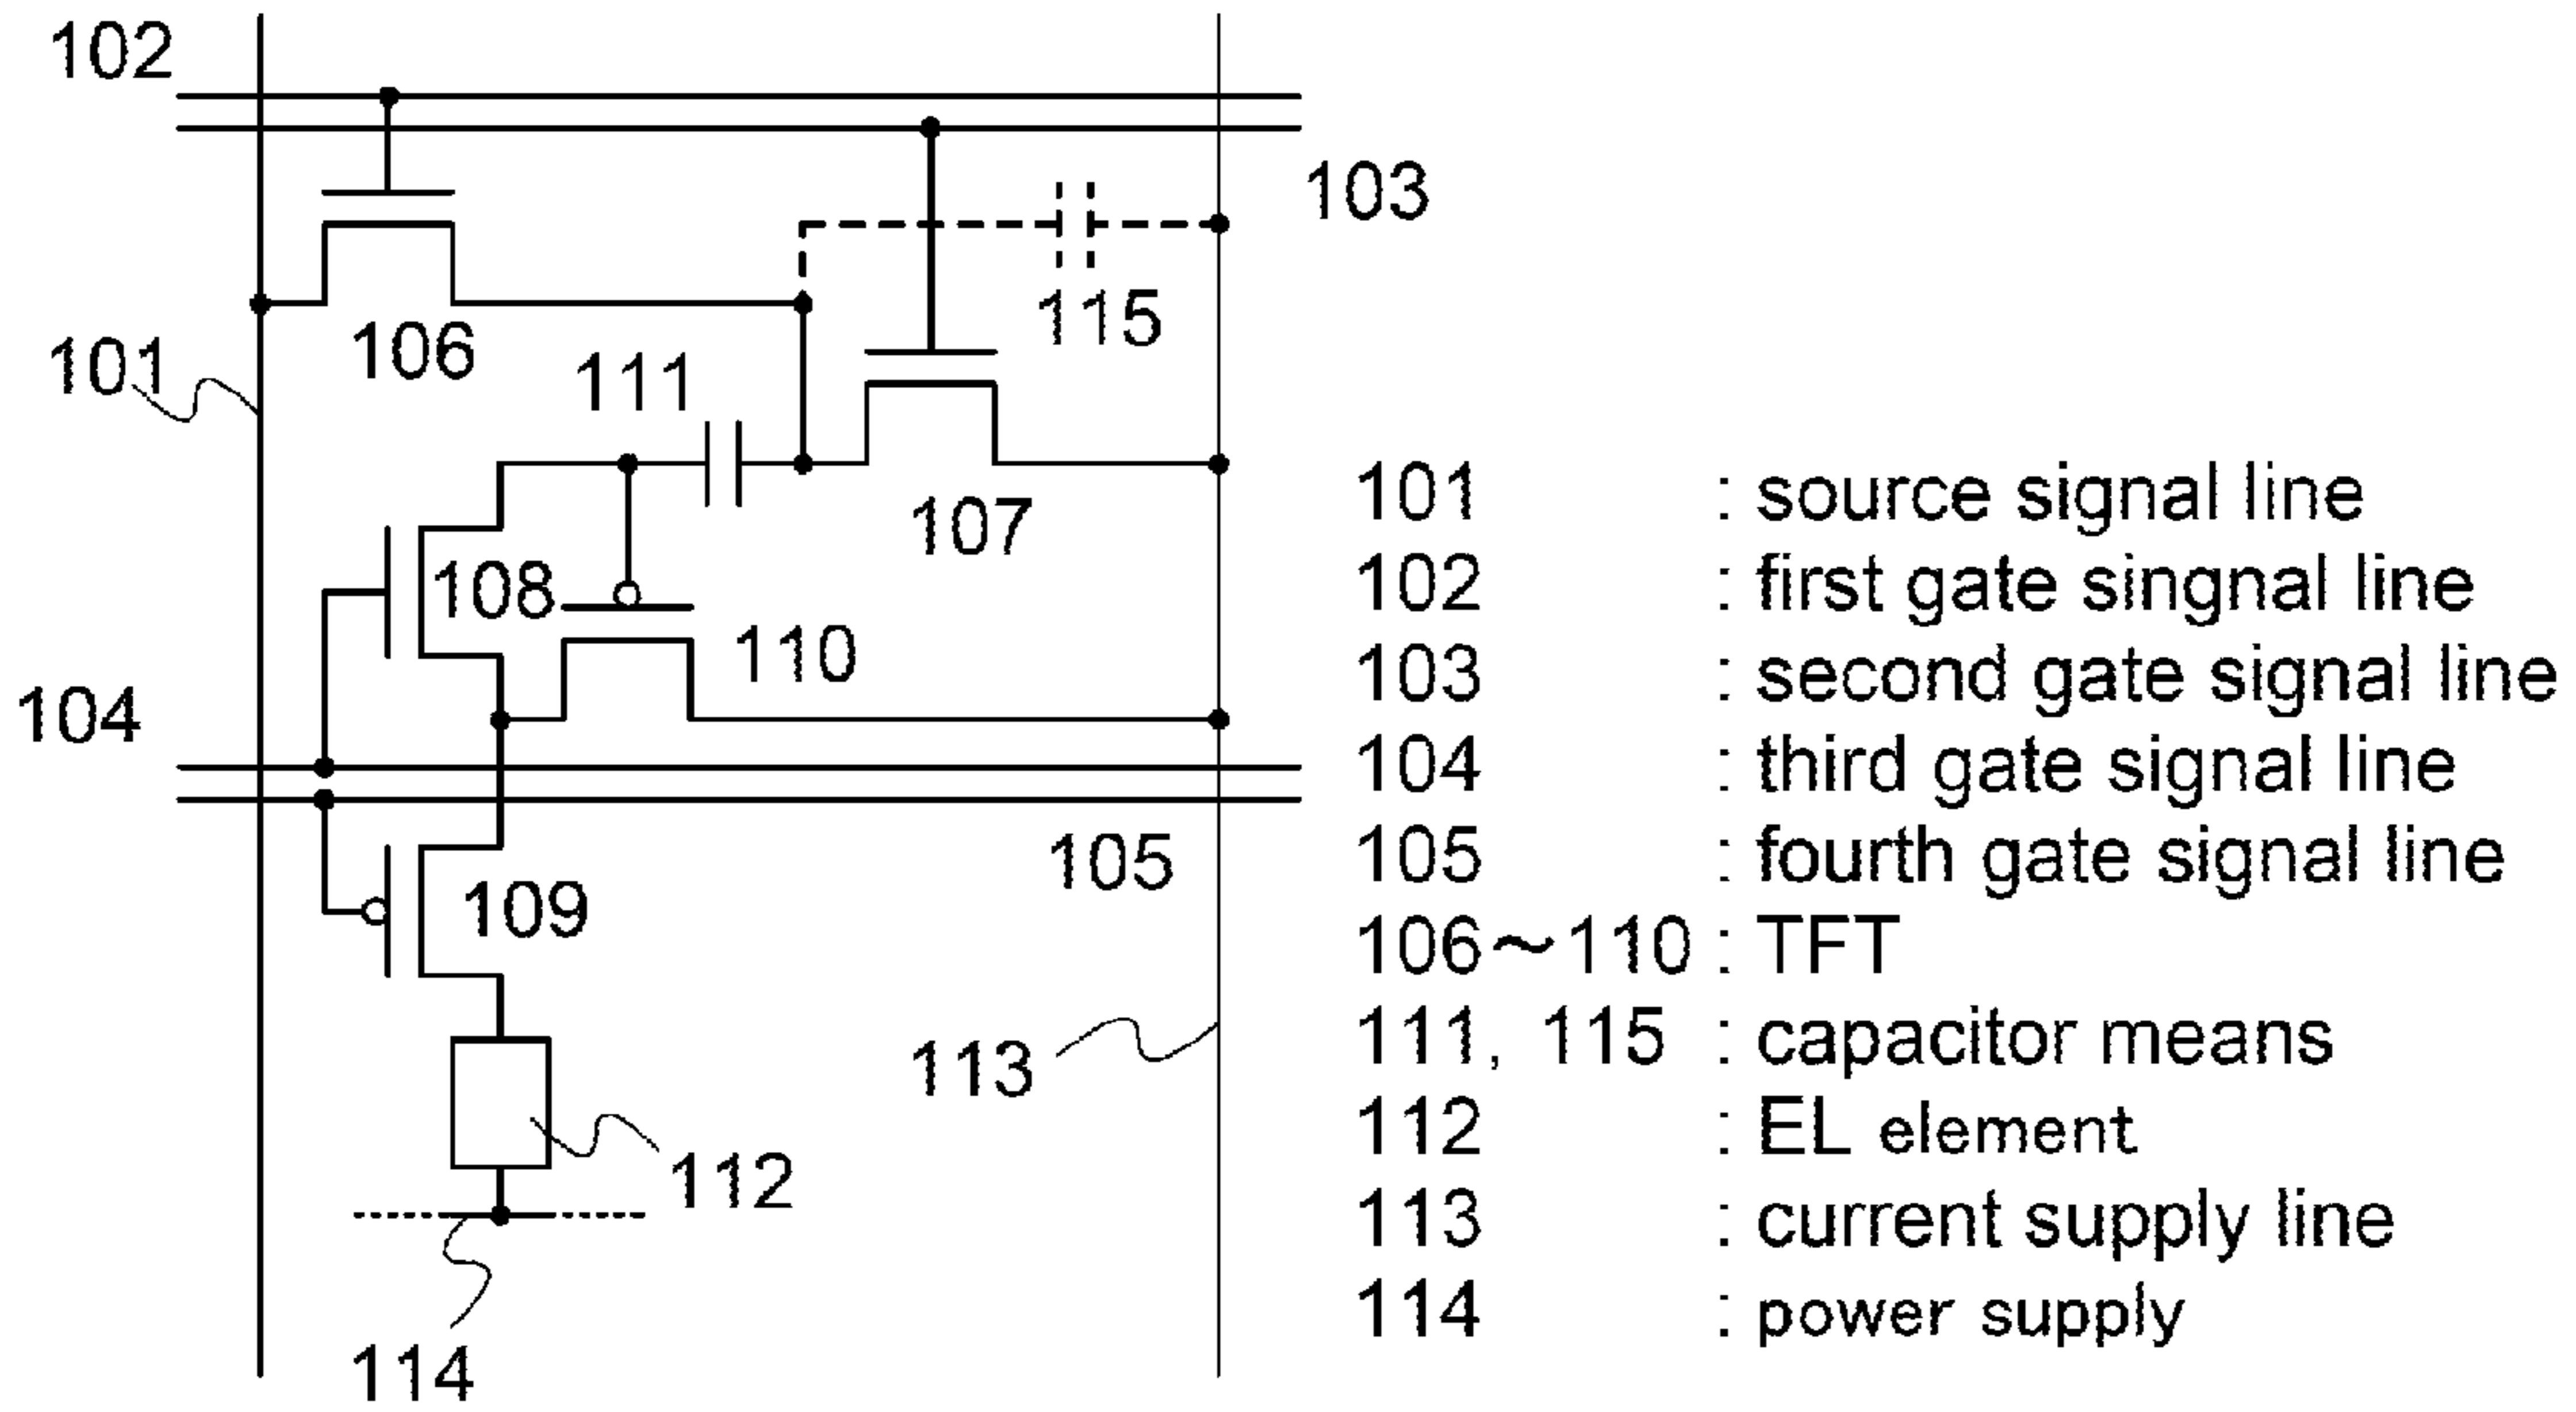 102
103
115
106
101
111
107
108
110
104
105
109
113
112
114
101 : source signal line
102 : first gate singnal line
103 : second gate signal line
104 : third gate signal line
105 : fourth gate signal line
106~110 : TFT
111, 115 : capacitor means
112 : EL element
113 : current supply line
114 : power supply